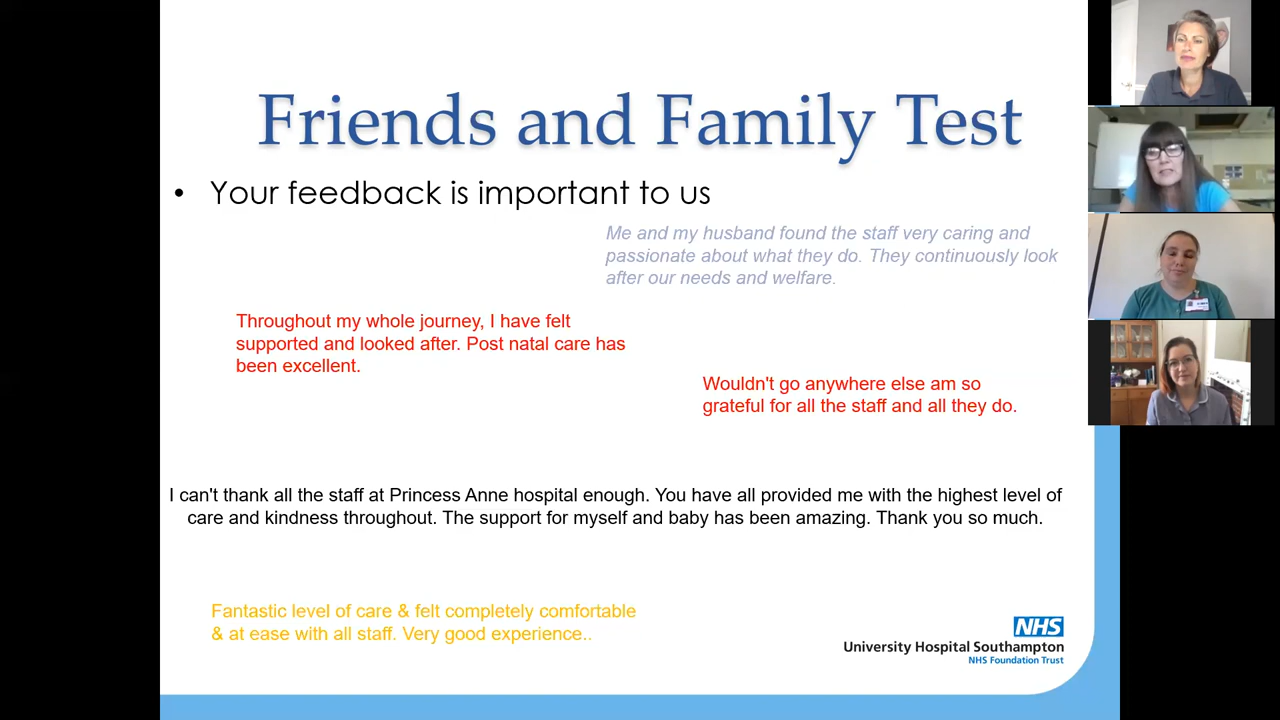 Friends and Family Test
• Your feedback is important to us
Me and my husband found the staff very caring and
passionate about what they do. They continuously look
after our needs and welfare.
Throughout my whole journey, I have felt
supported and looked after. Post natal care has
been excellent.
Wouldn't go anywhere else am so
grateful for all the staff and all they do.
I can't thank all the staff at Princess Anne hospital enough. You have all provided me with the highest level of
care and kindness throughout. The support for myself and baby has been amazing. Thank you so much.
Fantastic level of care & felt completely comfortable
& at ease with all staff. Very good experience..
NHS
University Hospital Southampton
NHS Foundation Trust